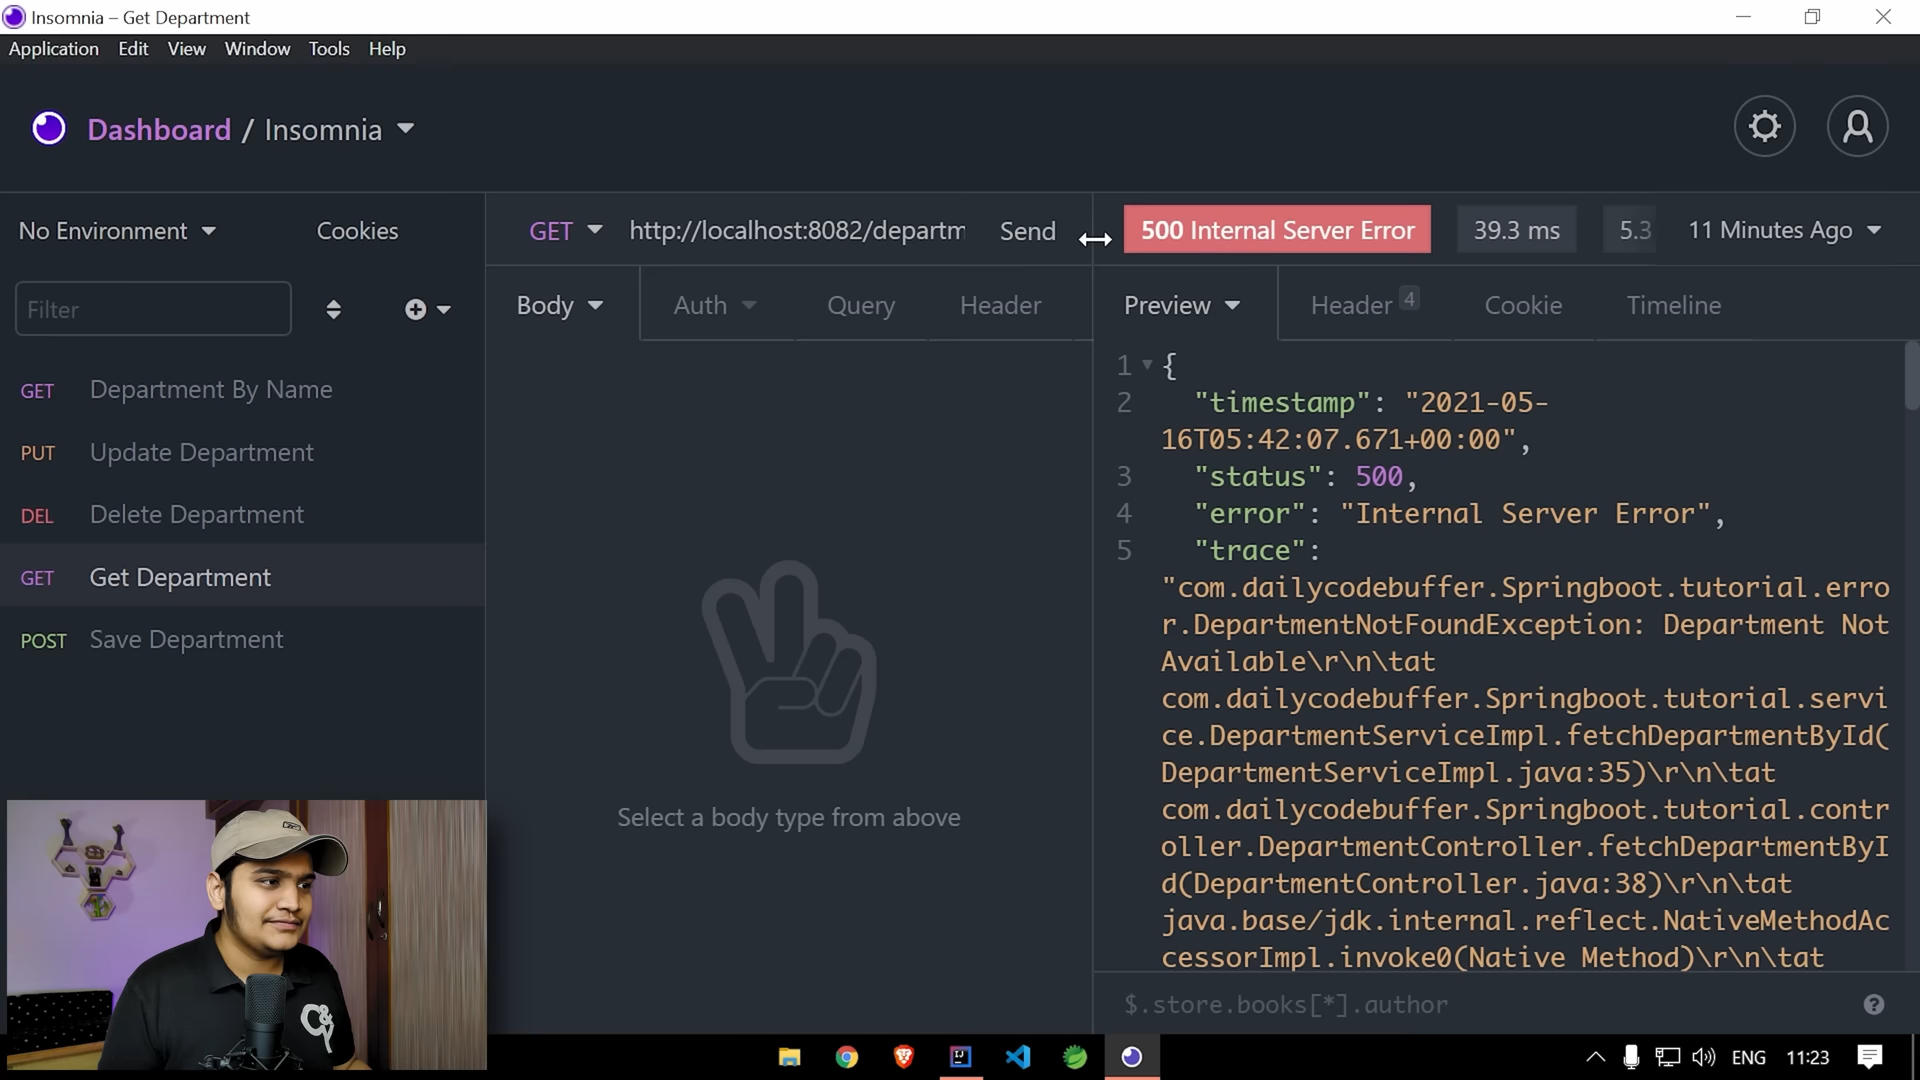 Insomnia – Get Department
Application Edit View Window Tools Help
Dashboard / Insomnia
No Environment Cookies
GET http://localhost:8082/departm Send
500 Internal Server Error 39.3 ms 5.3 11 Minutes Ago
Filter
Body Auth Query Header
Preview Header 4 Cookie Timeline
GET Department By Name
PUT Update Department
DEL Delete Department
GET Get Department
POST Save Department
Select a body type from above
1 {
2 "timestamp": "2021-05-
16T05:42:07.671+00:00",
3 "status": 500,
4 "error": "Internal Server Error",
5 "trace":
"com.dailycodebuffer.Springboot.tutorial.erro
r.DepartmentNotFoundException: Department Not
Available\r\n\tat
com.dailycodebuffer.Springboot.tutorial.servi
ce.DepartmentServiceImpl.fetchDepartmentById(
DepartmentServiceImpl.java:35)\r\n\tat
com.dailycodebuffer.Springboot.tutorial.contr
oller.DepartmentController.fetchDepartmentByI
d(DepartmentController.java:38)\r\n\tat
java.base/jdk.internal.reflect.NativeMethodAc
cessorImpl.invoke0(Native Method)\r\n\tat
$.store.books[*].author
ENG 11:23